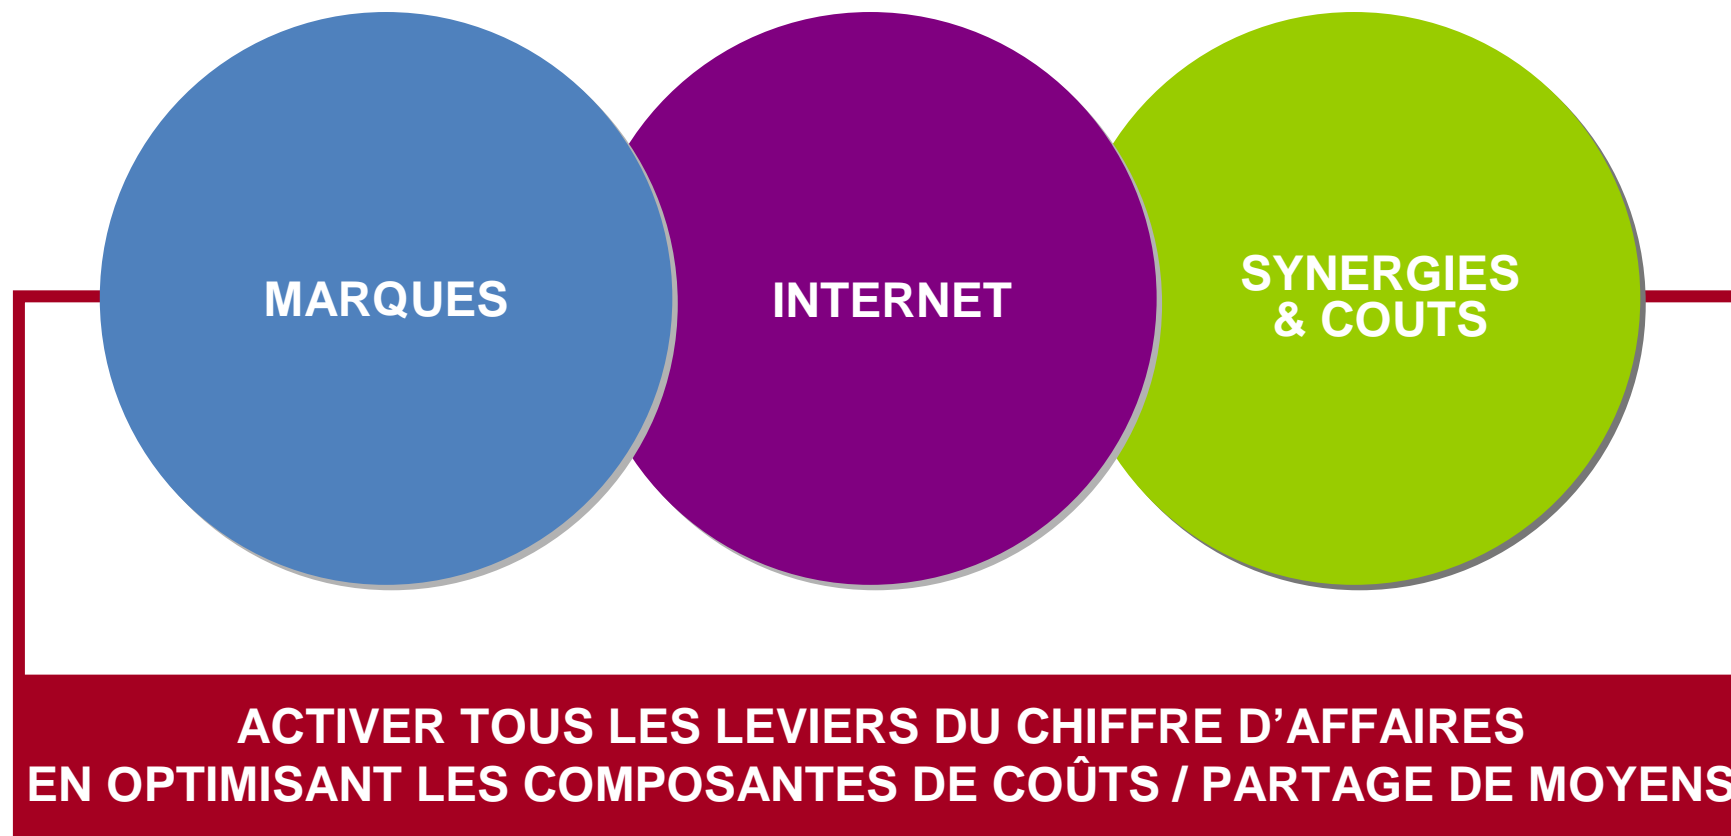 MARQUES
INTERNET
SYNERGIES
& COUTS
ACTIVER TOUS LES LEVIERS DU CHIFFRE D’AFFAIRES
EN OPTIMISANT LES COMPOSANTES DE COÛTS / PARTAGE DE MOYENS